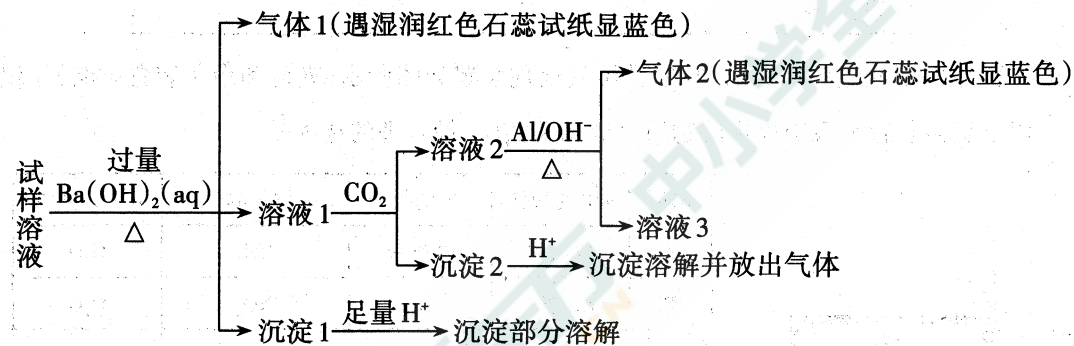 气体1(遇湿润红色石蕊试纸显蓝色)
气体2(遇湿润红色石蕊试纸显蓝色)
试样溶液
过量
Ba(OH)₂(aq)
△
溶液1
CO₂
溶液2
Al/OH⁻
△
溶液3
沉淀2
H⁺
沉淀溶解并放出气体
沉淀1
足量H⁺
沉淀部分溶解
中小学全